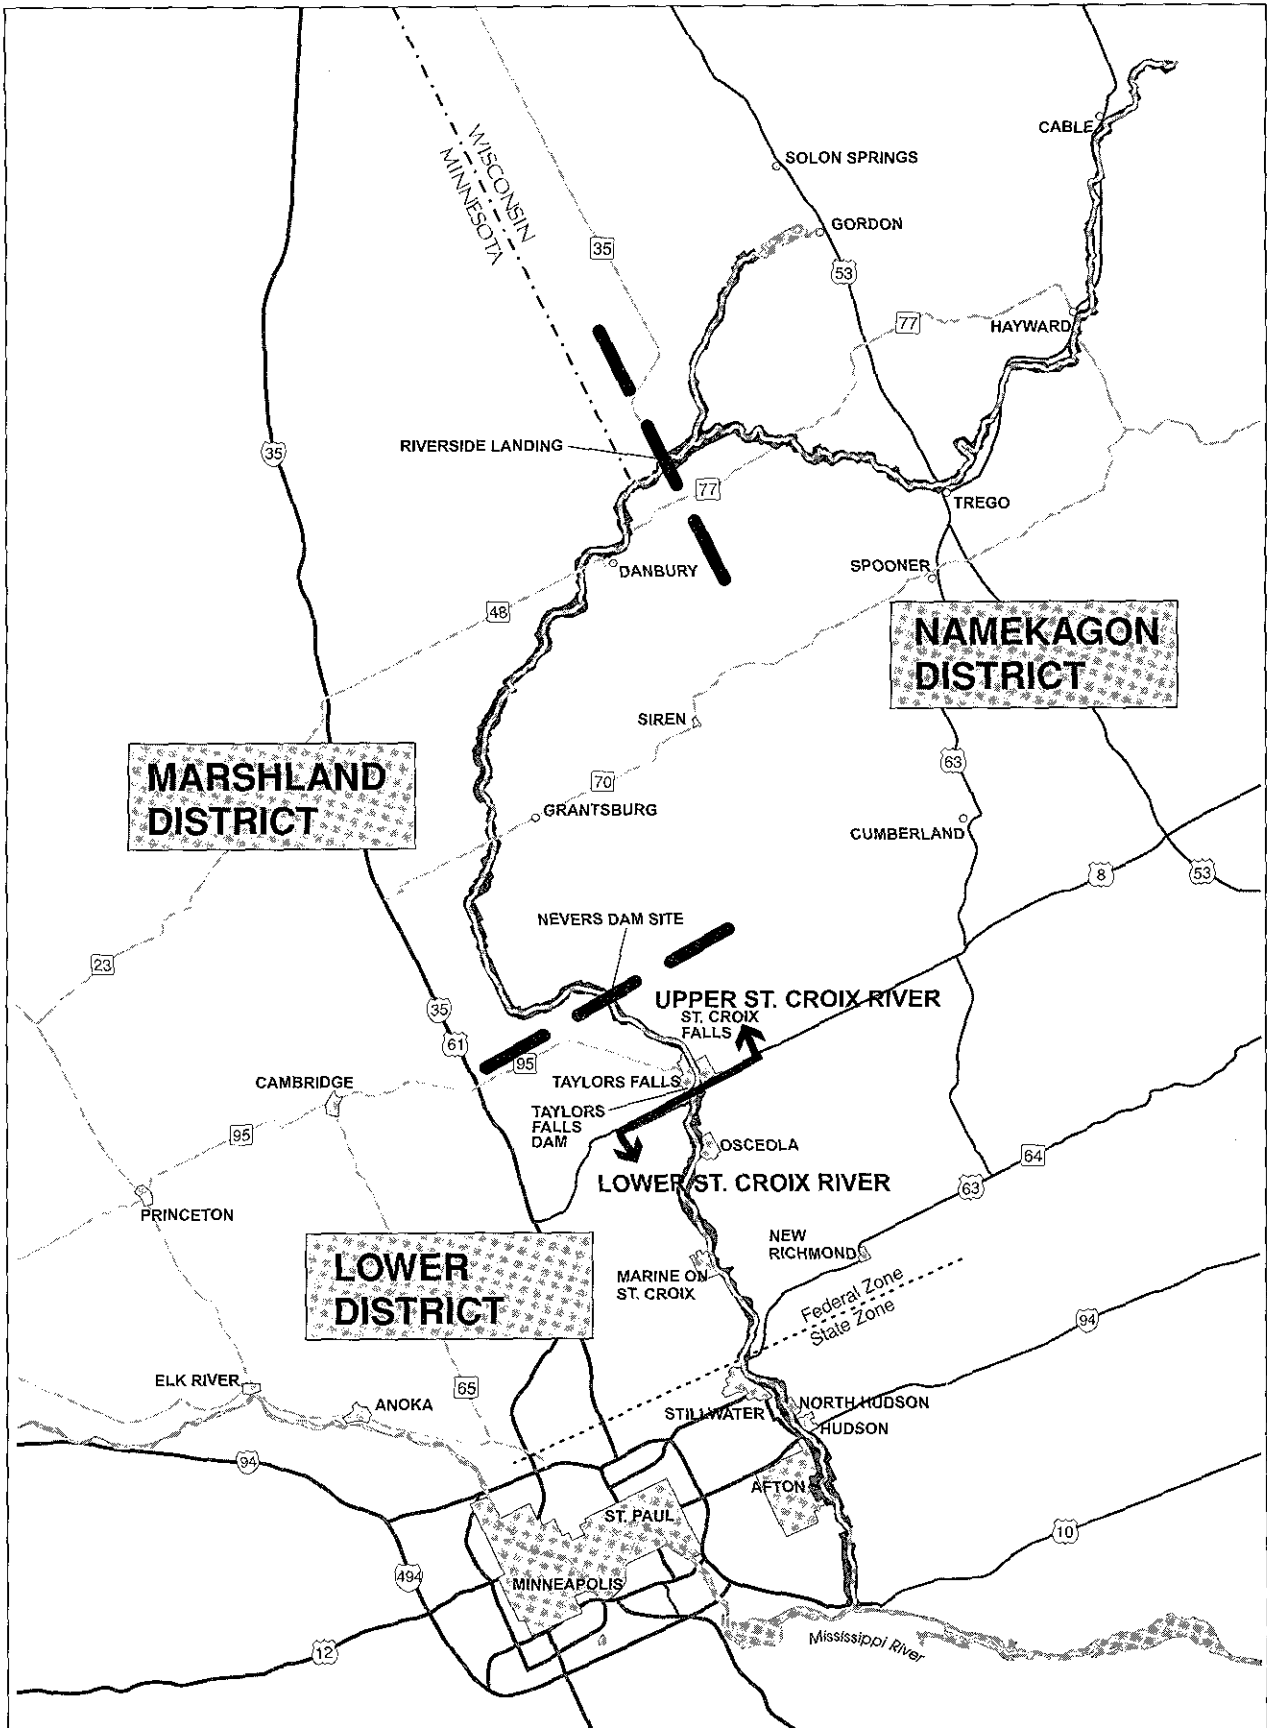 CABLE
WISCONSIN
MINNESOTA
SOLON SPRINGS
GORDON
35
53
77
HAYWARD
35
RIVERSIDE LANDING
77
TREGO
DANBURY
SPOONER
48
NAMEKAGON
DISTRICT
SIREN
MARSHLAND
DISTRICT
63
70
GRANTSBURG
CUMBERLAND
8
53
NEVERS DAM SITE
23
UPPER ST. CROIX RIVER
ST. CROIX
FALLS
35
61
95
CAMBRIDGE
TAYLORS FALLS
TAYLORS
FALLS
DAM
95
OSCEOLA
64
LOWER ST. CROIX RIVER
63
PRINCETON
NEW
RICHMOND
LOWER
DISTRICT
MARINE ON
ST. CROIX
Federal Zone
State Zone
94
ELK RIVER
65
ANOKA
NORTH HUDSON
STILLWATER
HUDSON
94
AFTON
ST. PAUL
10
494
MINNEAPOLIS
12
Mississippi River